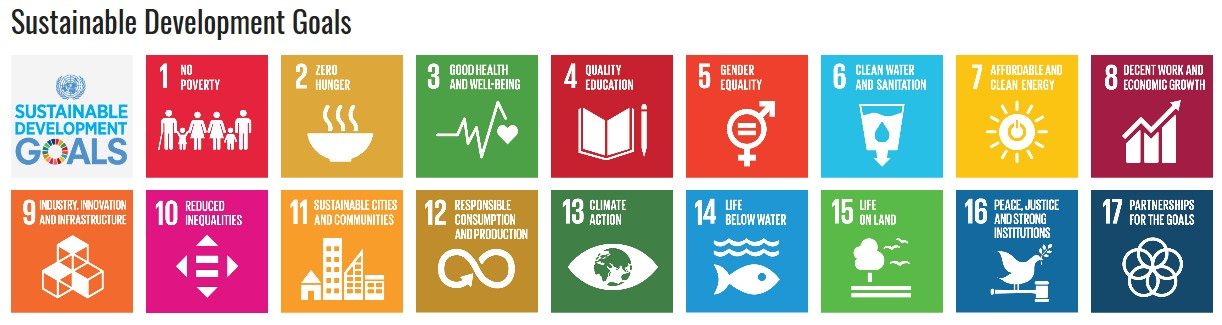 Sustainable Development Goals
SUSTAINABLE
DEVELOPMENT
GOALS
1 NO
POVERTY
2 ZERO
HUNGER
3 GOOD HEALTH
AND WELL-BEING
4 QUALITY
EDUCATION
5 GENDER
EQUALITY
6 CLEAN WATER
AND SANITATION
7 AFFORDABLE AND
CLEAN ENERGY
8 DECENT WORK AND
ECONOMIC GROWTH
9 INDUSTRY, INNOVATION
AND INFRASTRUCTURE
10 REDUCED
INEQUALITIES
11 SUSTAINABLE CITIES
AND COMMUNITIES
12 RESPONSIBLE
CONSUMPTION
AND PRODUCTION
13 CLIMATE
ACTION
14 LIFE
BELOW WATER
15 LIFE
ON LAND
16 PEACE, JUSTICE
AND STRONG
INSTITUTIONS
17 PARTNERSHIPS
FOR THE GOALS